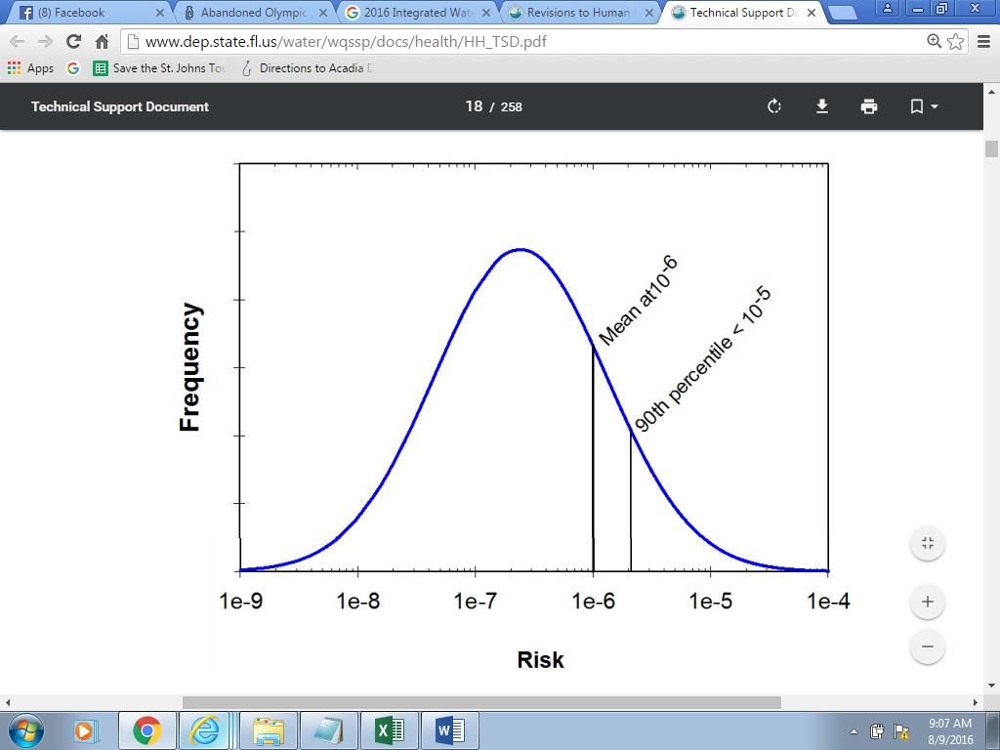 (8) Facebook
Abandoned Olympic
2016 Integrated Wat
Revisions to Human
Technical Support Do
www.dep.state.fl.us/water/wqssp/docs/health/HH_TSD.pdf
Apps
Save the St. Johns Tou
Directions to Acadia D
Technical Support Document
18 / 258
Frequency
Mean at10-6
90th percentile < 10-5
1e-9 1e-8 1e-7 1e-6 1e-5 1e-4
Risk
9:07 AM
8/9/2016